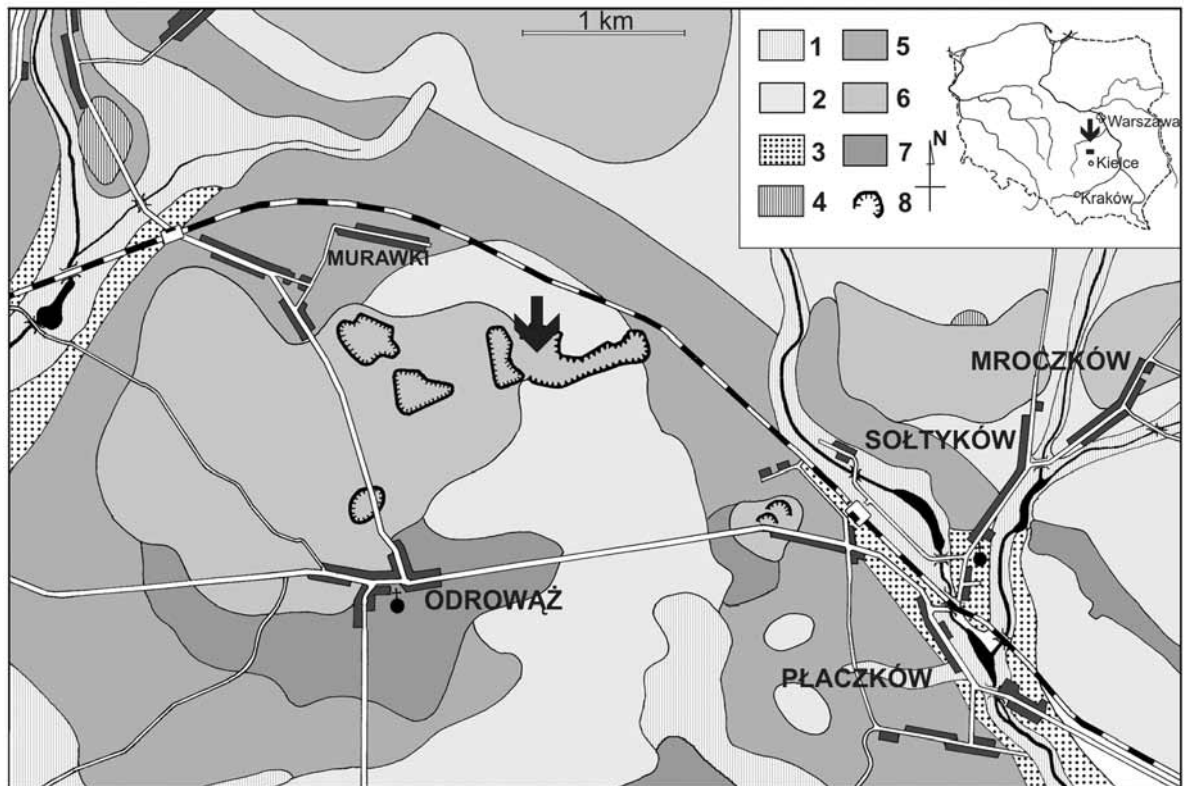 1 km
1 5
2 6
3 7
4 8
N
Warszawa
Kielce
Kraków
MURAWKI
MROCZKÓW
SOŁTYKÓW
ODROWĄŻ
PŁACZKÓW